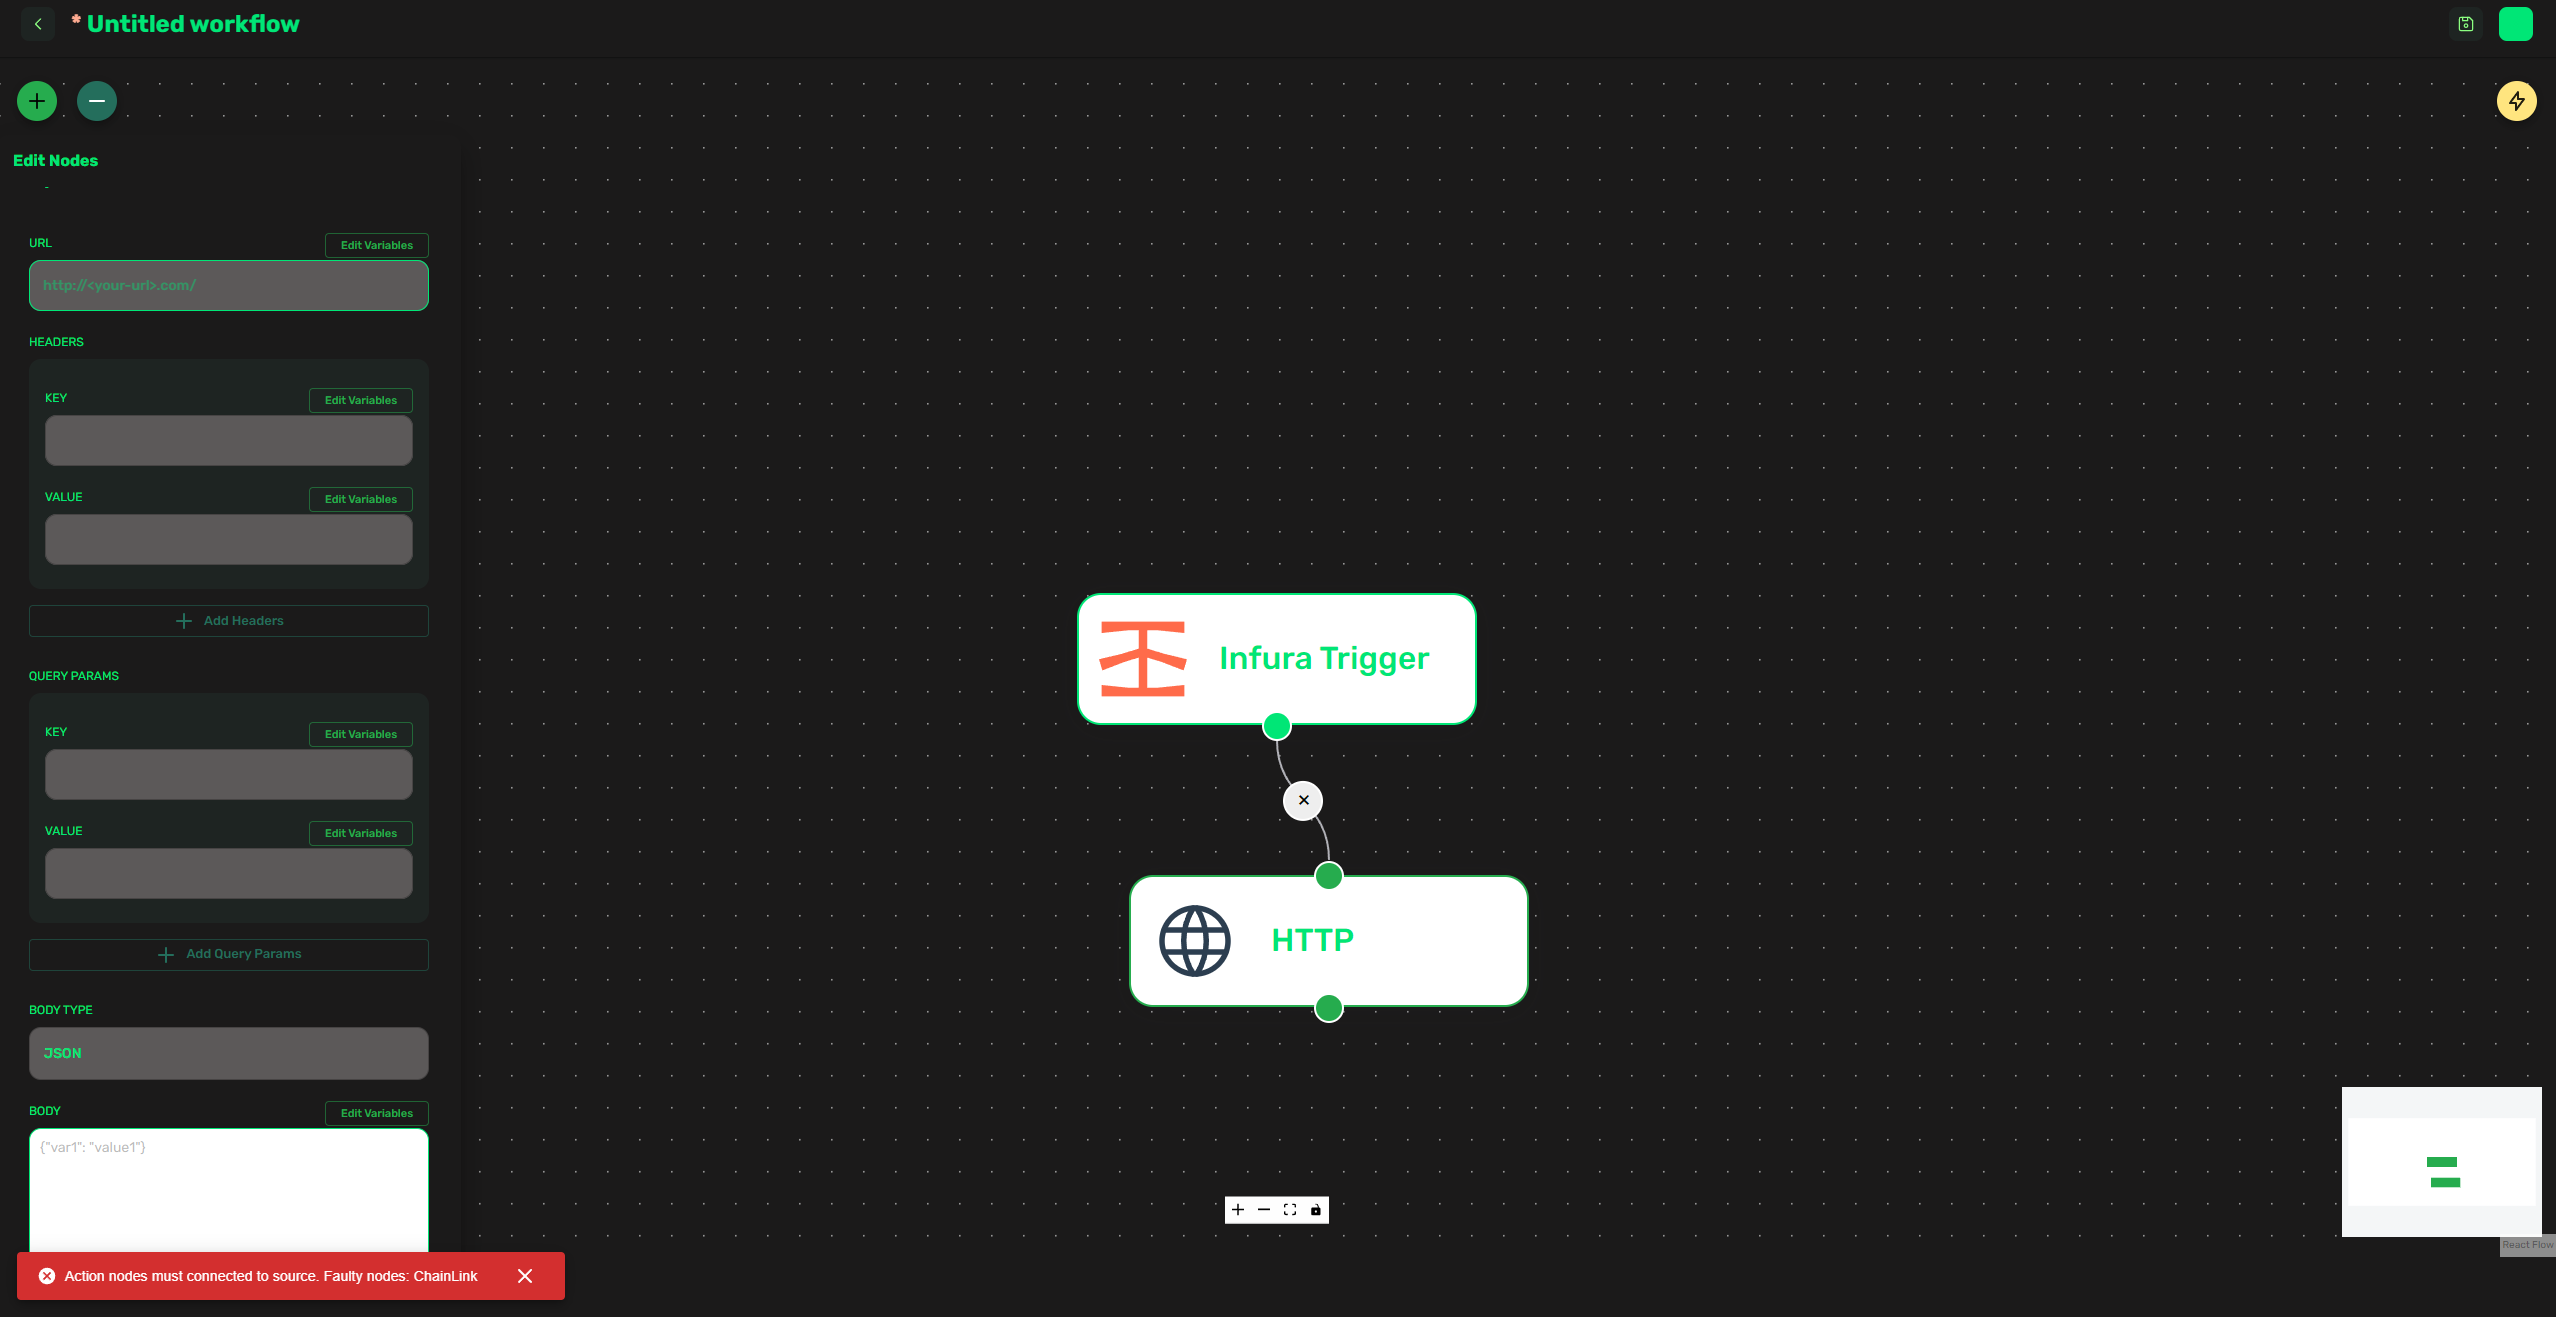 * Untitled workflow
Edit Nodes
URL
Edit Variables
http://<your-url>.com/
HEADERS
KEY
Edit Variables
VALUE
Edit Variables
Add Headers
QUERY PARAMS
KEY
Edit Variables
VALUE
Edit Variables
Add Query Params
BODY TYPE
JSON
BODY
Edit Variables
{"var1": "value1"}
Action nodes must connected to source. Faulty nodes: ChainLink
Infura Trigger
HTTP
React Flow